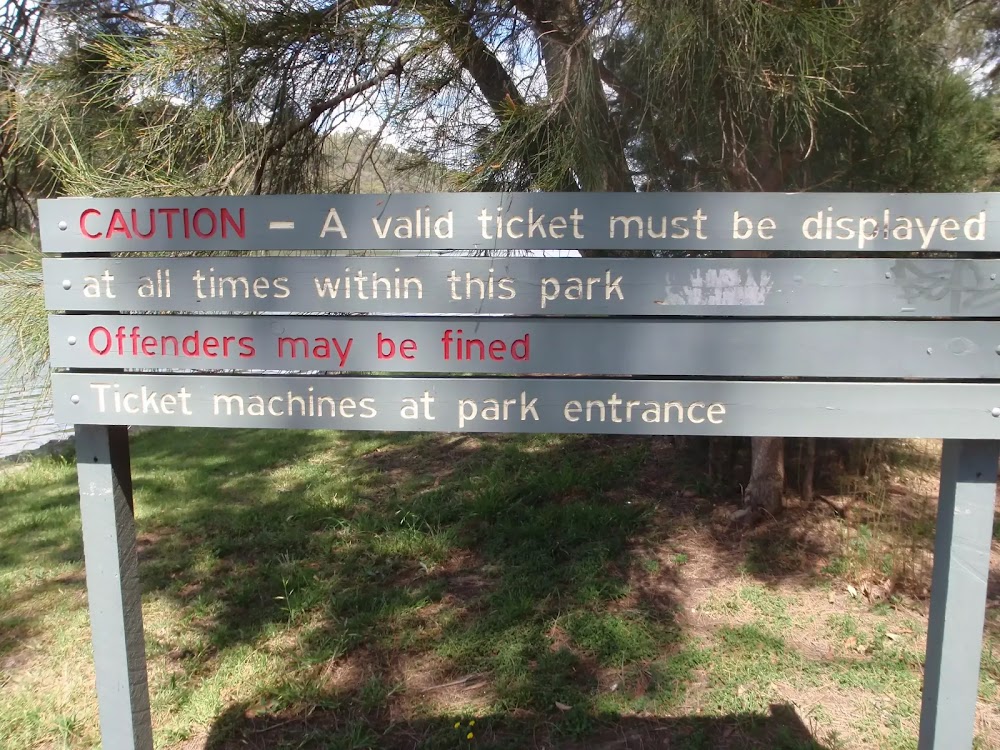 CAUTION – A valid ticket must be displayed
at all times within this park
Offenders may be fined
Ticket machines at park entrance